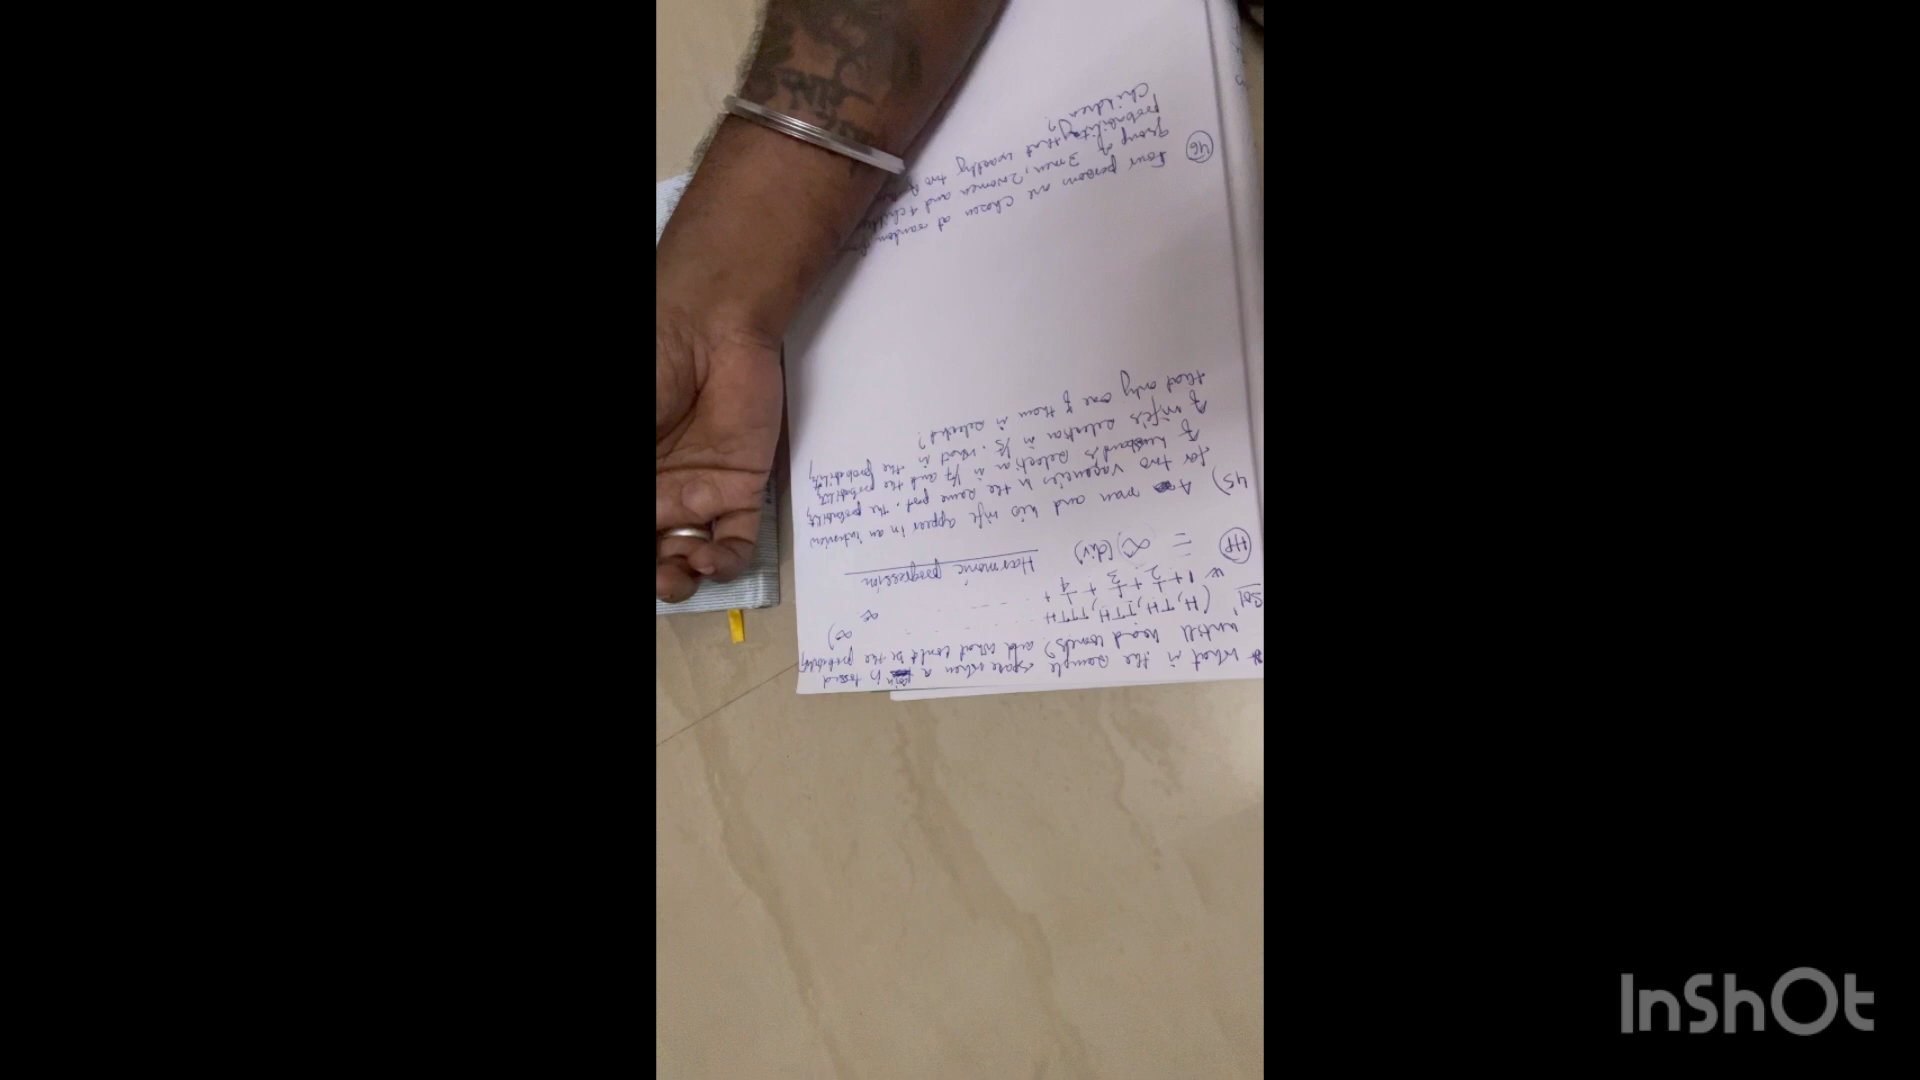 * What is the sample space when a coin is tossed
untill head comes? and what could be the probability
Sol' (H, TH, TTH, TTTH ............ ∞)
1 + 1/2 + 1/3 + 1/4 + ..... ∞
HP = ∞ (div) Harmonic progression
45) A man and his wife appear in an interview
for two vacancies in the same post. The probability
of husband's selection is 1/7 and the probability
of wife's selection is 1/5. What is the probability
that only one of them is selected?
46 Four persons are chosen at random
group of 3 men, 2 women and 4
probability that exactly two of
children?
InShOt